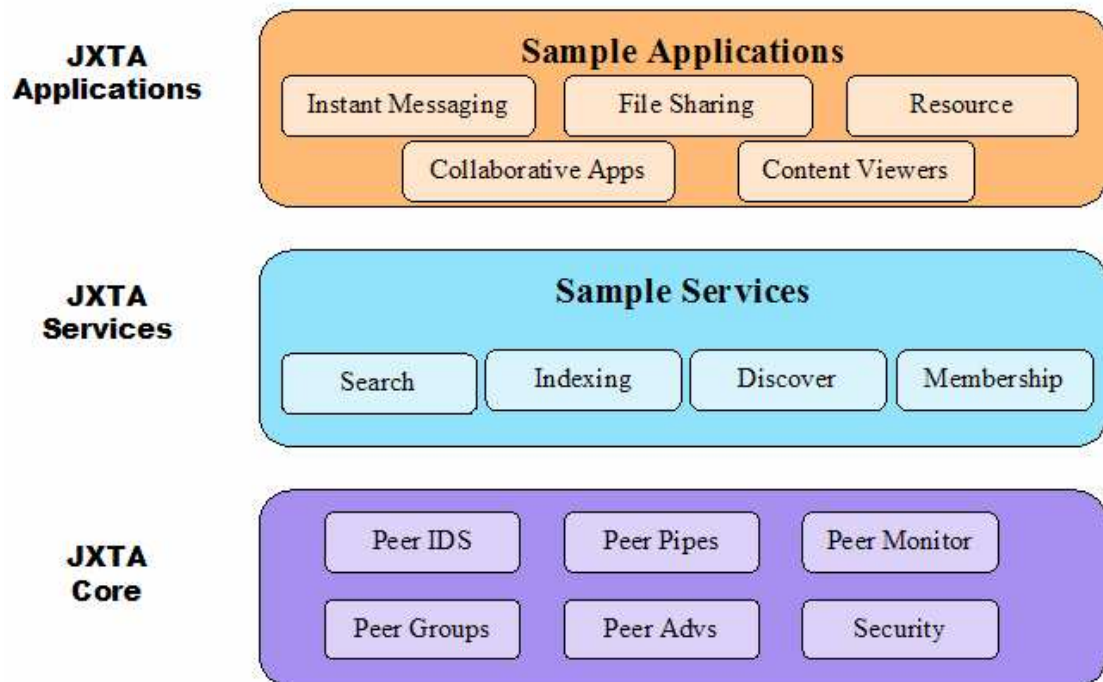 JXTA
Applications
Sample Applications
Instant Messaging
File Sharing
Resource
Collaborative Apps
Content Viewers
JXTA
Services
Sample Services
Search
Indexing
Discover
Membership
JXTA
Core
Peer IDS
Peer Pipes
Peer Monitor
Peer Groups
Peer Advs
Security